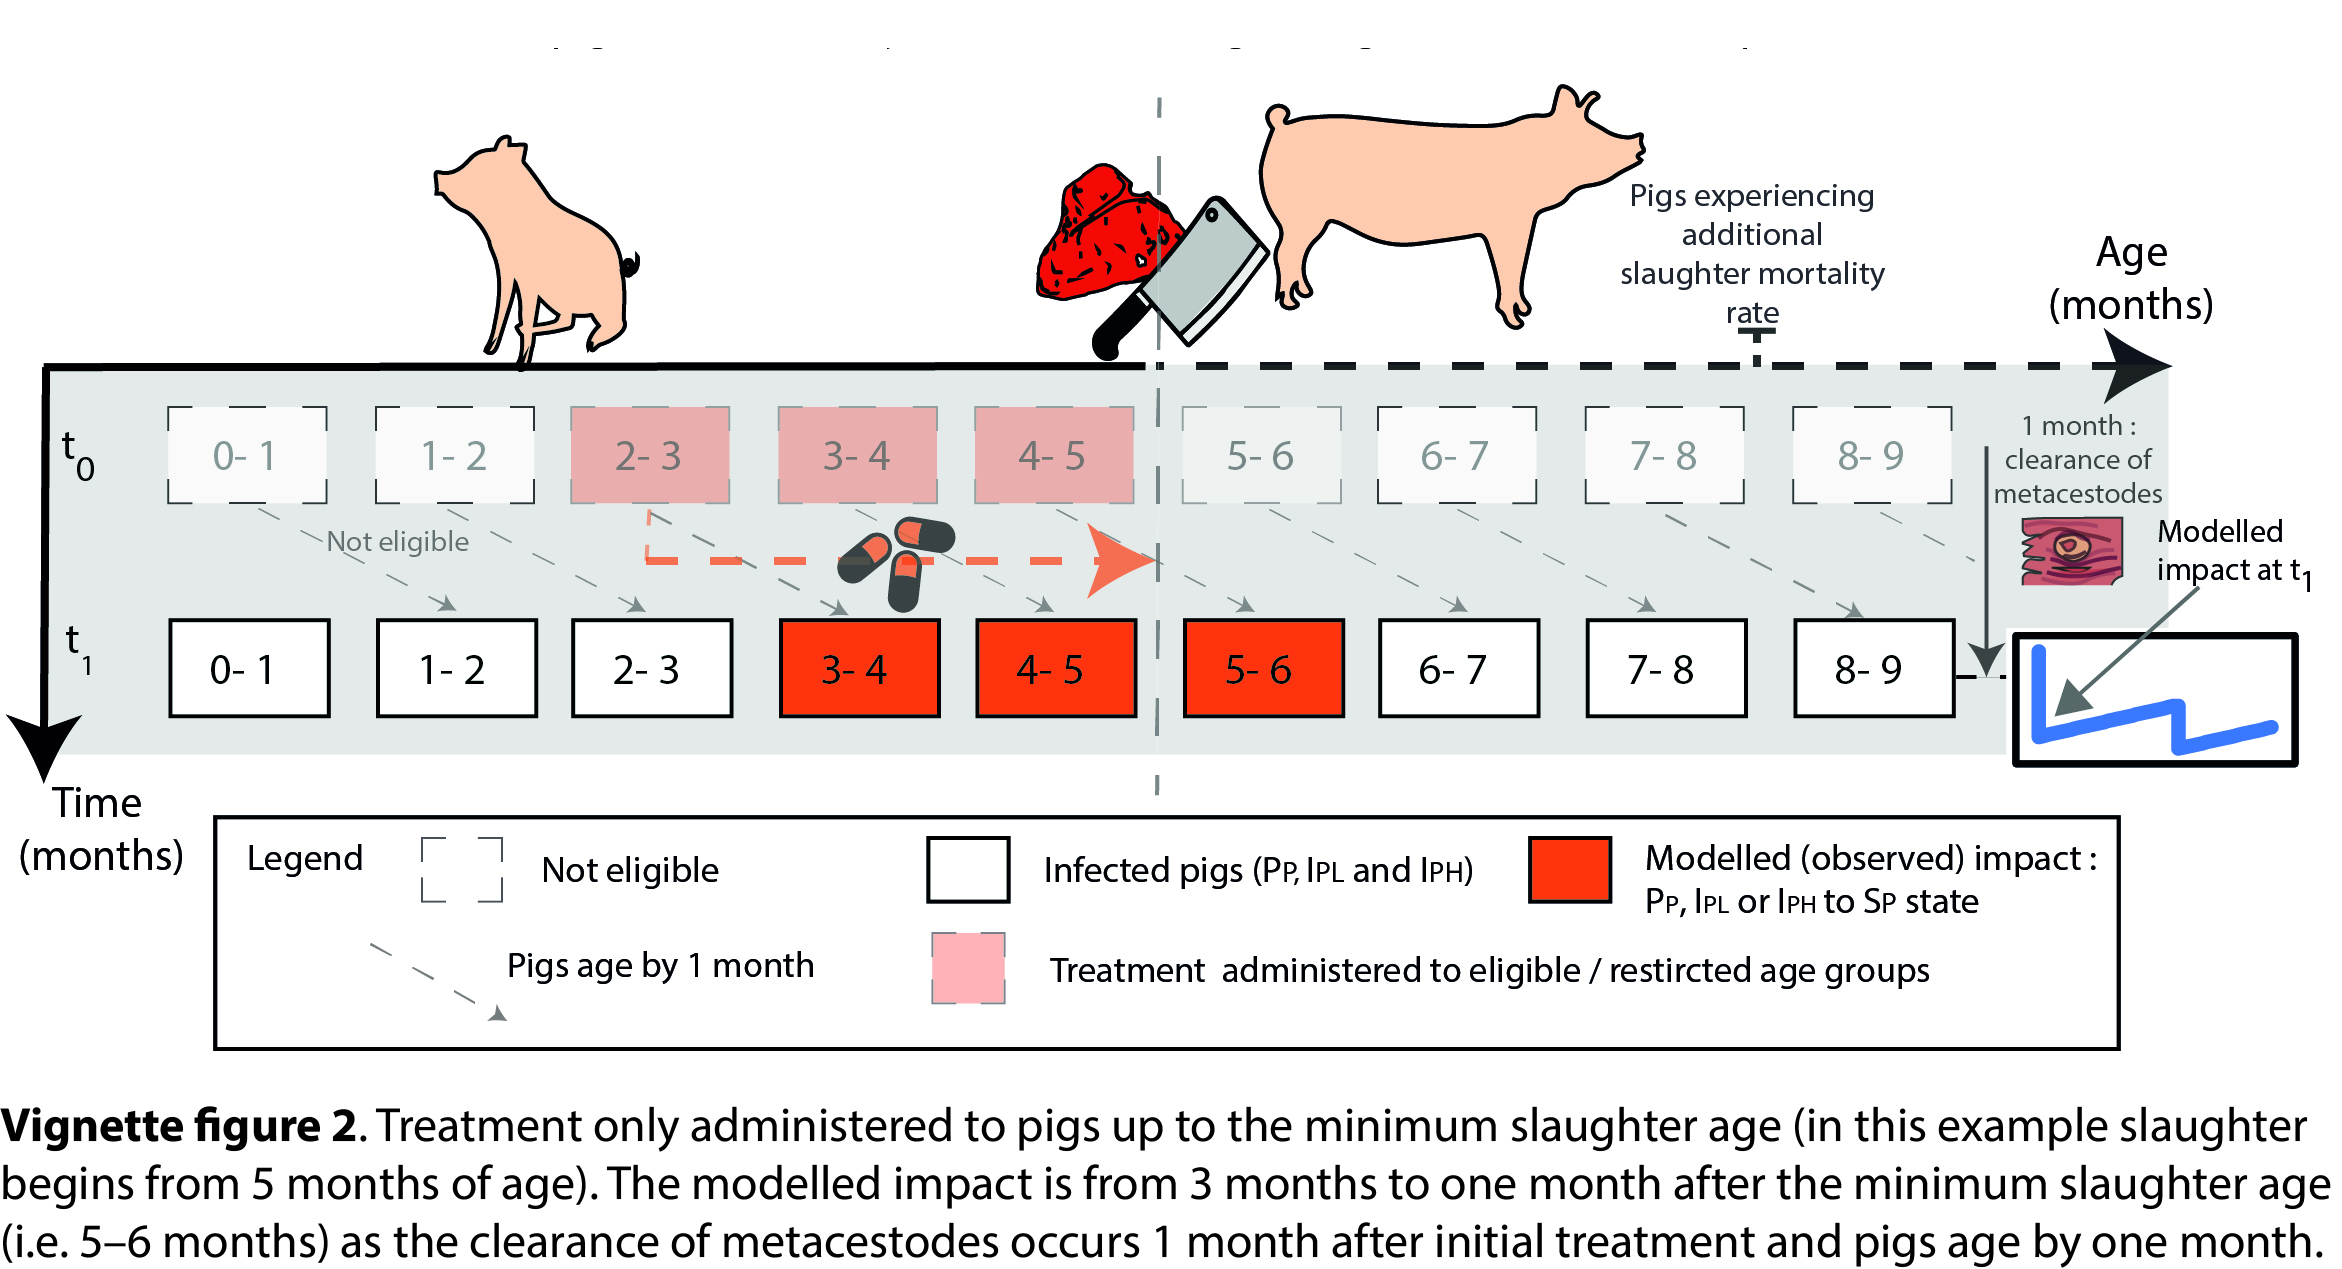 Pigs experiencing
additional
slaughter mortality
rate
Age
(months)
t0 0- 1 1- 2 2- 3 3- 4 4- 5 5- 6 6- 7 7- 8 8- 9
1 month :
clearance of
metacestodes
Not eligible
Modelled
impact at t1
t1 0- 1 1- 2 2- 3 3- 4 4- 5 5- 6 6- 7 7- 8 8- 9
Time
(months)
Legend
Not eligible
Infected pigs (PP, IPL and IPH)
Modelled (observed) impact :
PP, IPL or IPH to SP state
Pigs age by 1 month
Treatment administered to eligible / restircted age groups
Vignette figure 2. Treatment only administered to pigs up to the minimum slaughter age (in this example slaughter
begins from 5 months of age). The modelled impact is from 3 months to one month after the minimum slaughter age
(i.e. 5–6 months) as the clearance of metacestodes occurs 1 month after initial treatment and pigs age by one month.